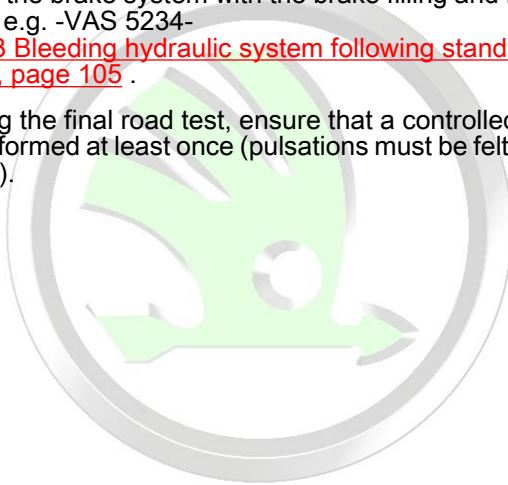 the brake system with the brake filling and
e.g. -VAS 5234-
3 Bleeding hydraulic system following stand
, page 105 .
g the final road test, ensure that a controlled
formed at least once (pulsations must be felt
).